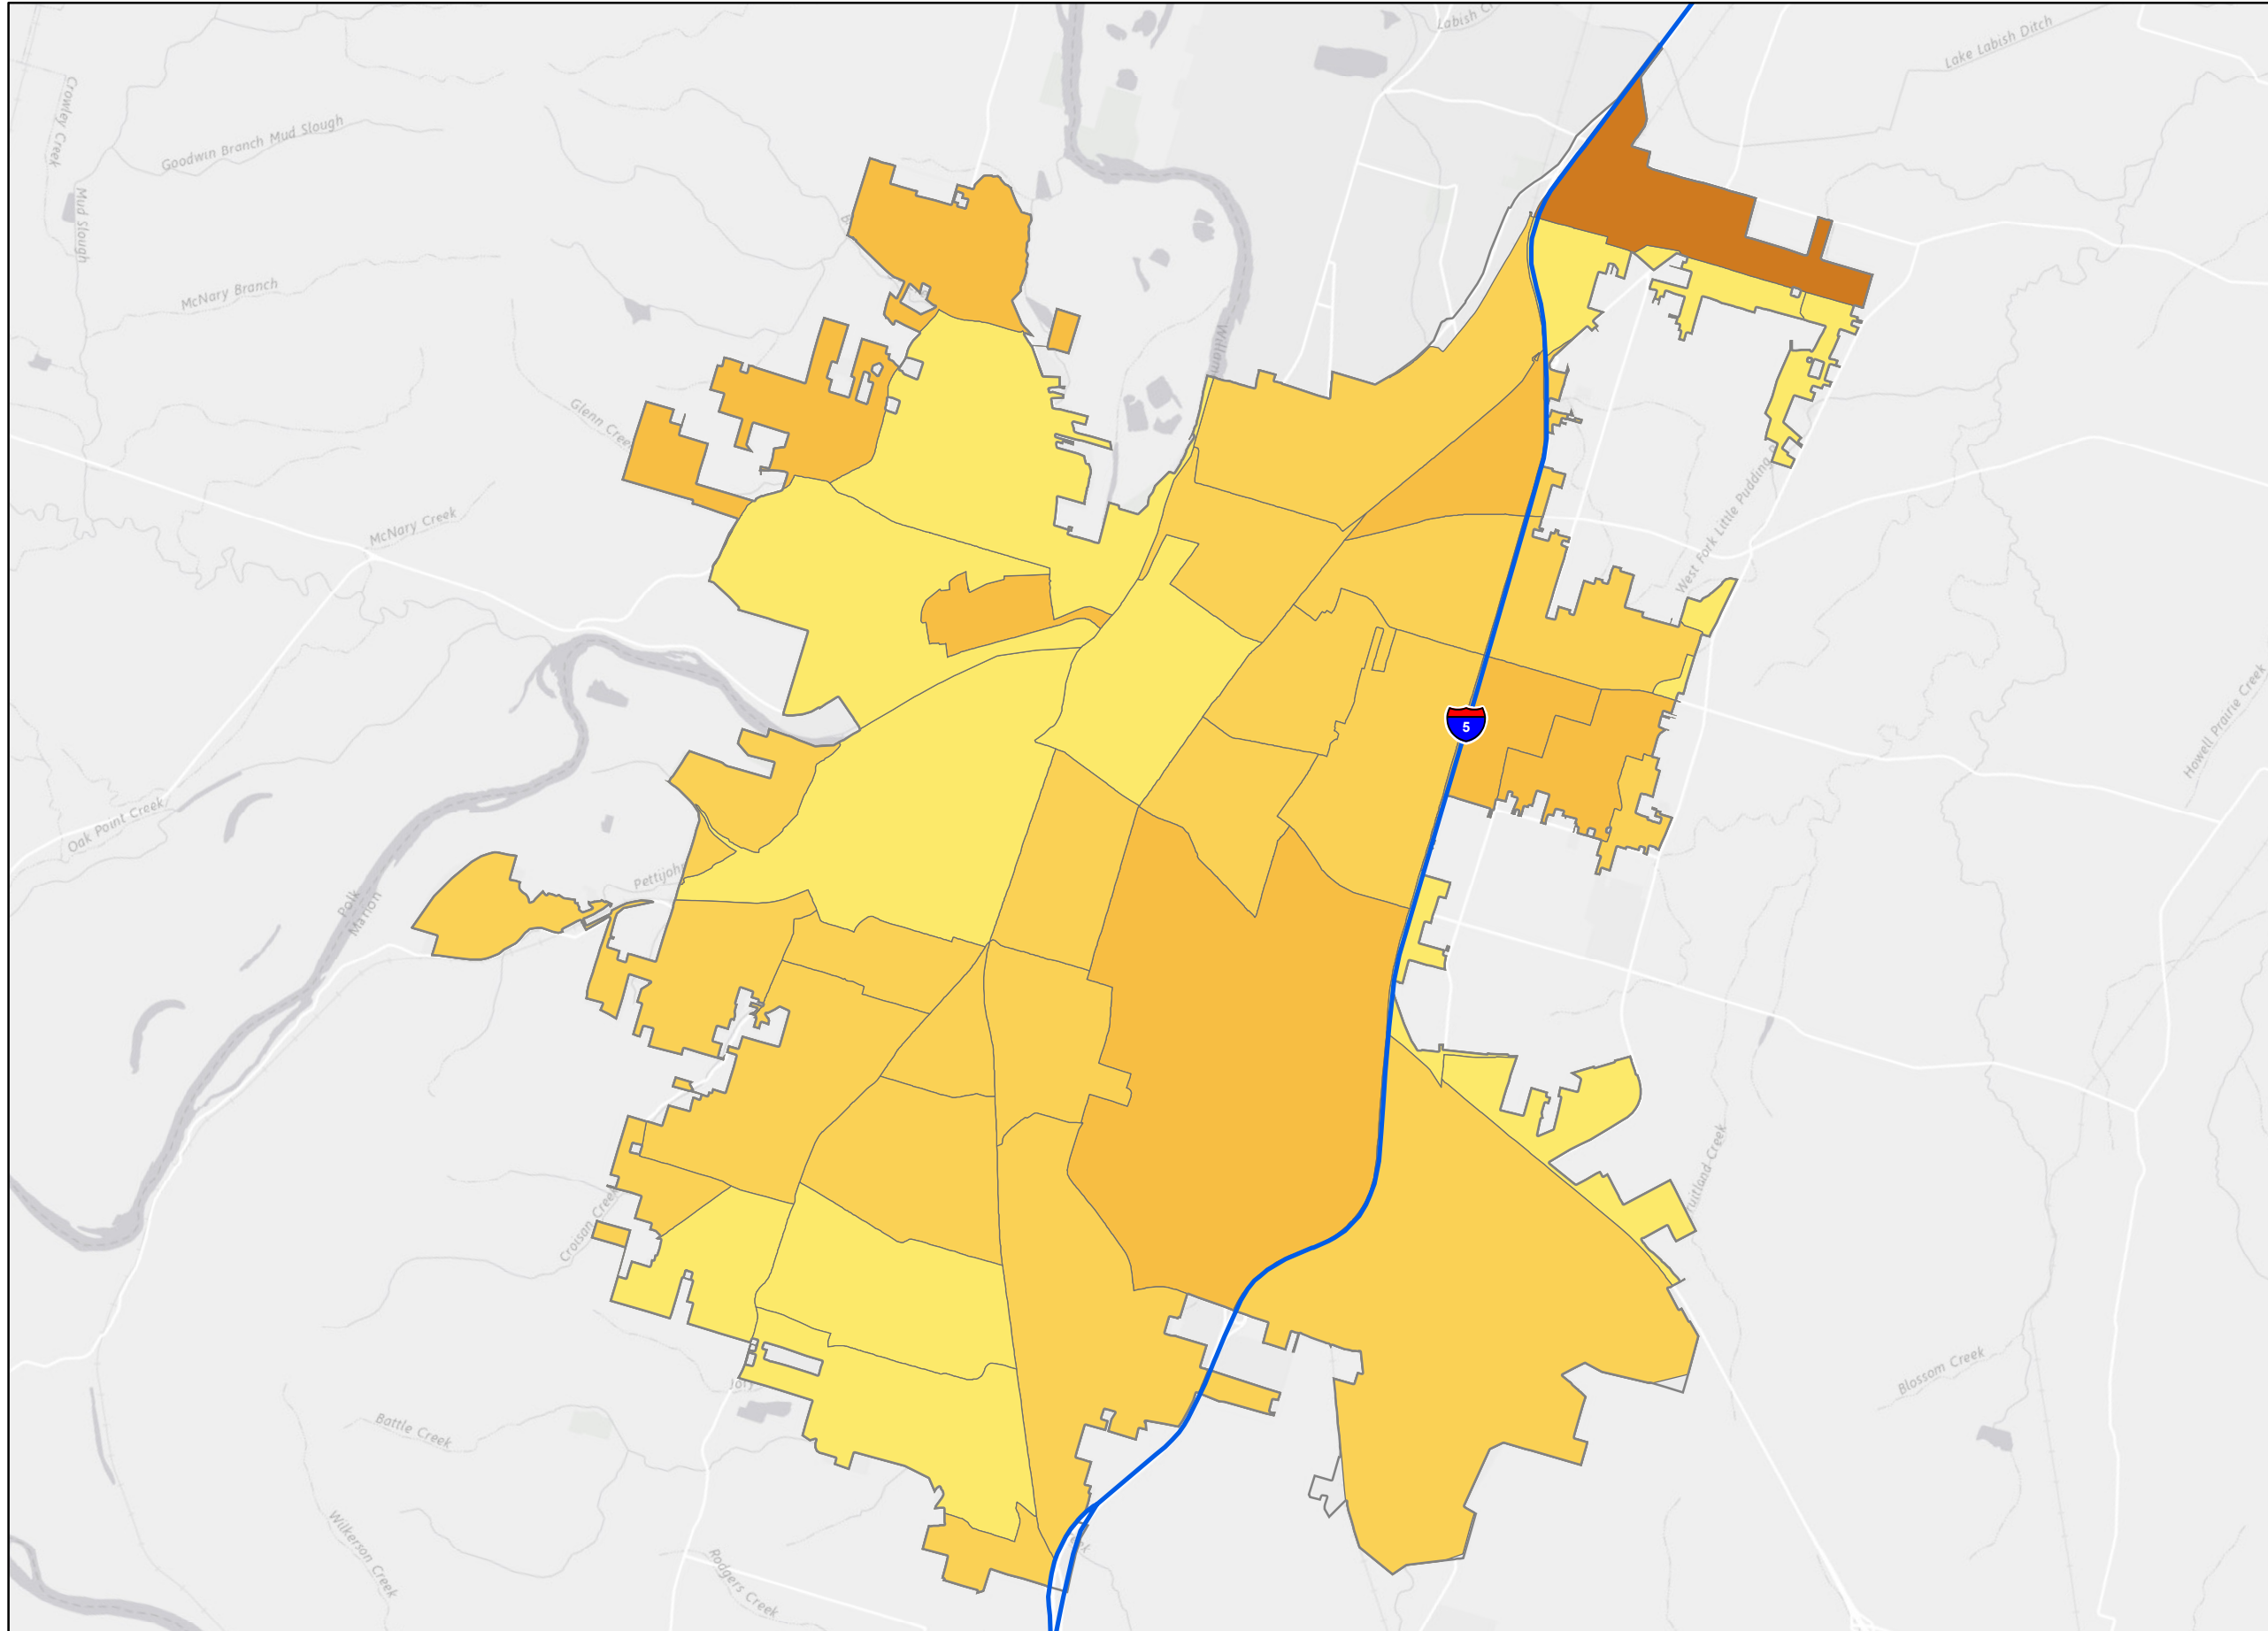 Labish
Lake Labish Ditch
Crowley Creek
Goodwin Branch Mud Slough
Mud Slough
McNary Branch
Glenn
McNary Creek
West Fork Little Pudding
Howell Prairie Creek
5
Oak Point Creek
Polk
Marion
Croisan Creek
Battle Creek
Blossom Creek
Wilkerson Creek
Rodgers Creek